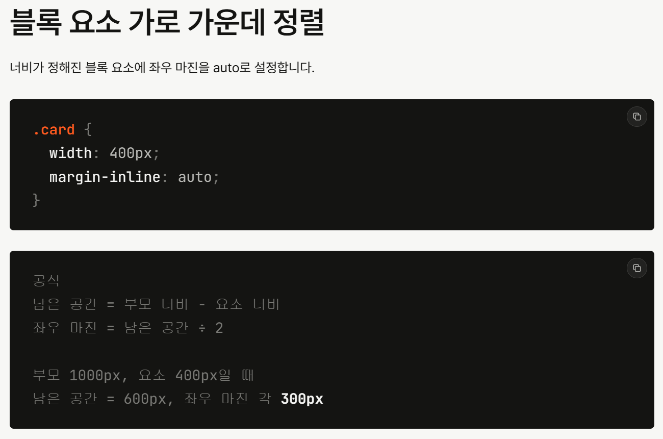 블록 요소 가로 가운데 정렬
너비가 정해진 블록 요소에 좌우 마진을 auto로 설정합니다.
.card {
  width: 400px;
  margin-inline: auto;
}
공식
남은 공간 = 부모 너비 - 요소 너비
좌우 마진 = 남은 공간 ÷ 2
부모 1000px, 요소 400px일 때
남은 공간 = 600px, 좌우 마진 각 300px